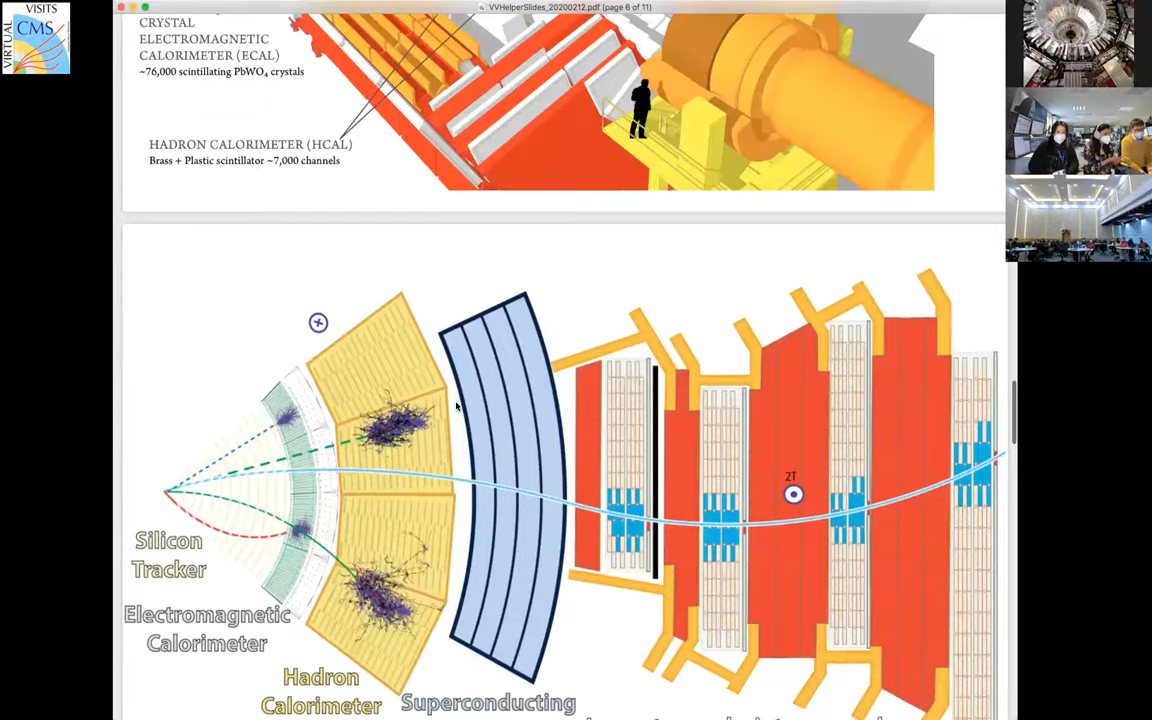 VISITS
VIRTUAL
CMS
VVHelperSlides_20200212.pdf (page 6 of 11)
CRYSTAL
ELECTROMAGNETIC
CALORIMETER (ECAL)
~76,000 scintillating PbWO₄ crystals
HADRON CALORIMETER (HCAL)
Brass + Plastic scintillator ~7,000 channels
2T
Silicon
Tracker
Electromagnetic
Calorimeter
Hadron
Calorimeter
Superconducting